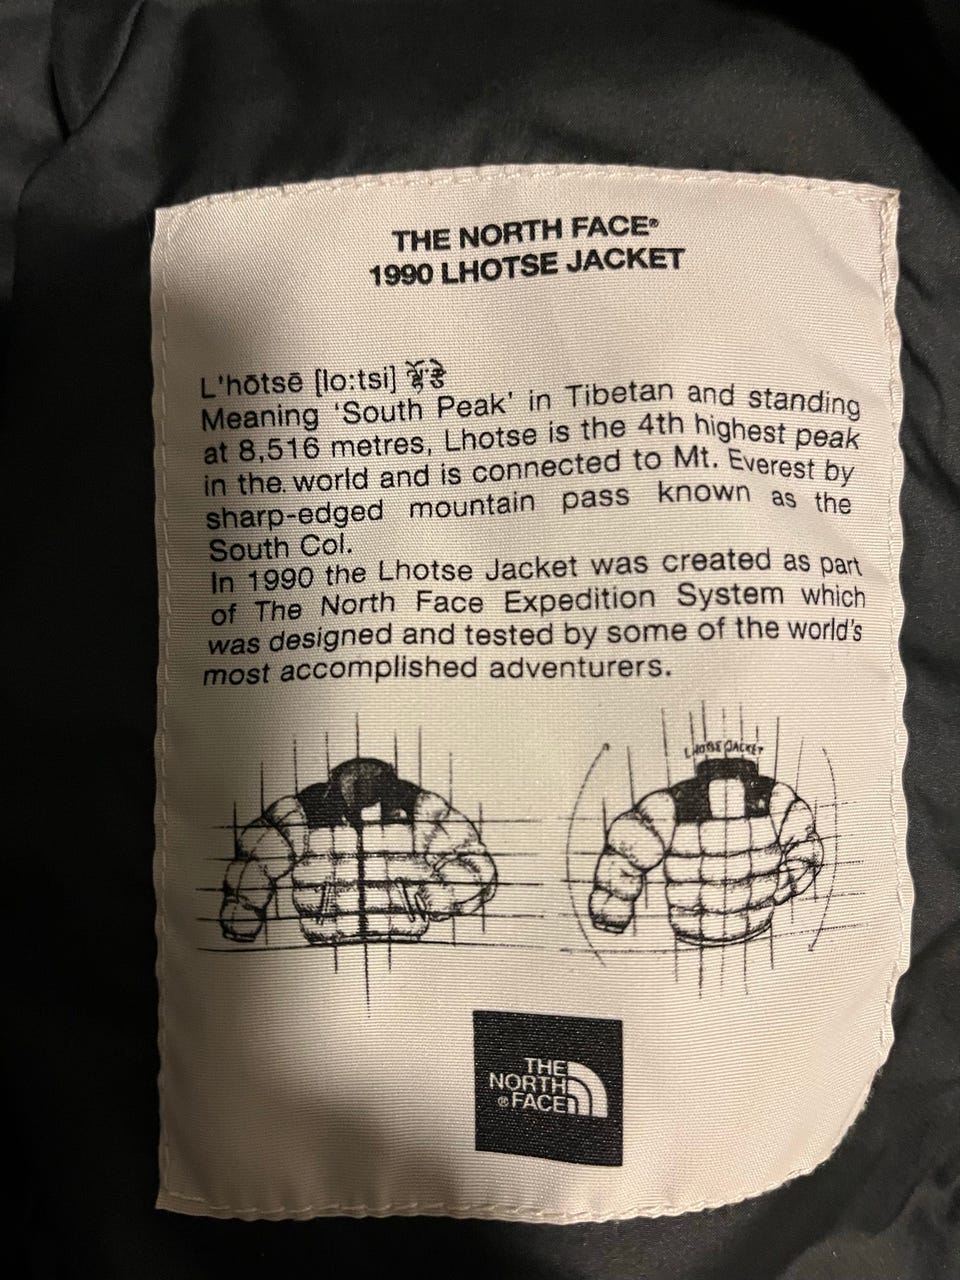 THE NORTH FACE®
1990 LHOTSE JACKET
L'hōtsē [lo:tsi]
Meaning 'South Peak' in Tibetan and standing
at 8,516 metres, Lhotse is the 4th highest peak
in the world and is connected to Mt. Everest by
sharp-edged mountain pass known as the
South Col.
In 1990 the Lhotse Jacket was created as part
of The North Face Expedition System which
was designed and tested by some of the world's
most accomplished adventurers.
LHOTSE JACKET
THE
NORTH
® FACE